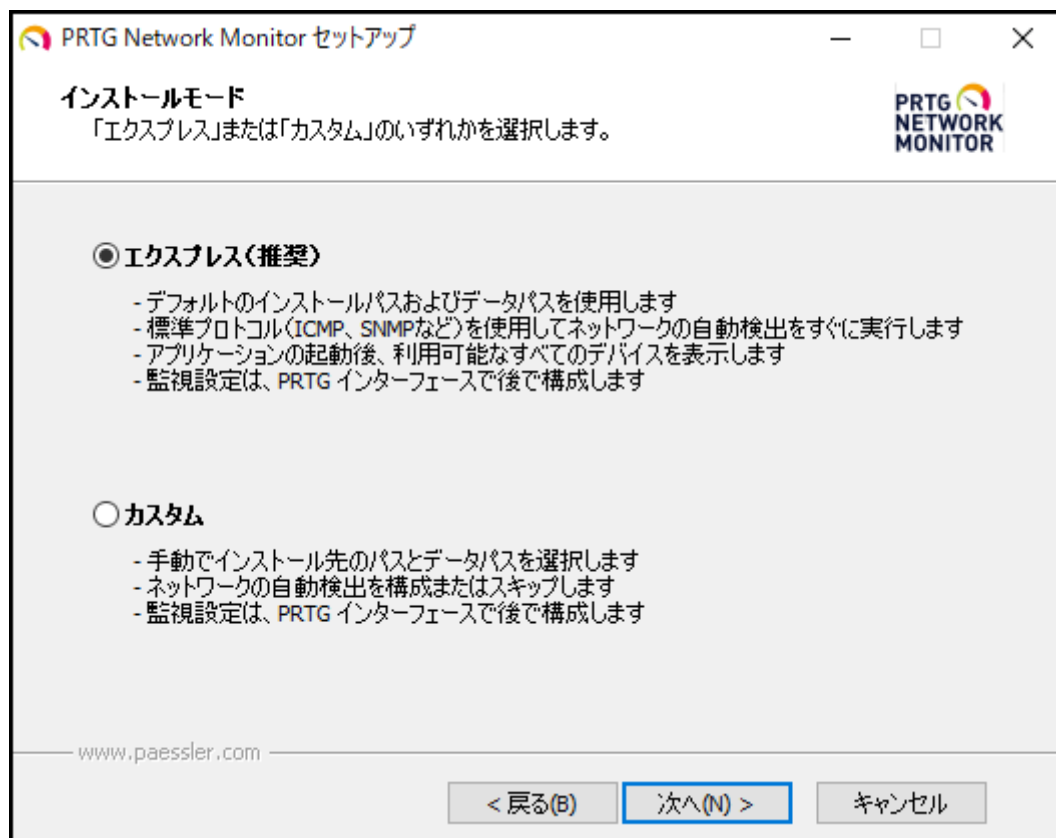 PRTG Network Monitor セットアップ
インストールモード
「エクスプレス」または「カスタム」のいずれかを選択します。
PRTG
NETWORK
MONITOR
エクスプレス(推奨)
- デフォルトのインストールパスおよびデータパスを使用します
- 標準プロトコル(ICMP、SNMPなど)を使用してネットワークの自動検出をすぐに実行します
- アプリケーションの起動後、利用可能なすべてのデバイスを表示します
- 監視設定は、PRTG インターフェースで後で構成します
カスタム
- 手動でインストール先のパスとデータパスを選択します
- ネットワークの自動検出を構成またはスキップします
- 監視設定は、PRTG インターフェースで後で構成します
www.paessler.com
< 戻る(B)
次へ(N) >
キャンセル